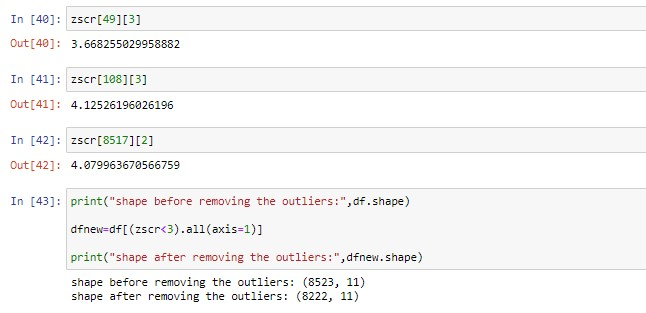 In [40]: zscr[49][3]
Out[40]: 3.668255029958882
In [41]: zscr[108][3]
Out[41]: 4.12526196026196
In [42]: zscr[8517][2]
Out[42]: 4.079963670566759
In [43]: print("shape before removing the outliers:",df.shape)
dfnew=df[(zscr<3).all(axis=1)]
print("shape after removing the outliers:",dfnew.shape)
shape before removing the outliers: (8523, 11)
shape after removing the outliers: (8222, 11)